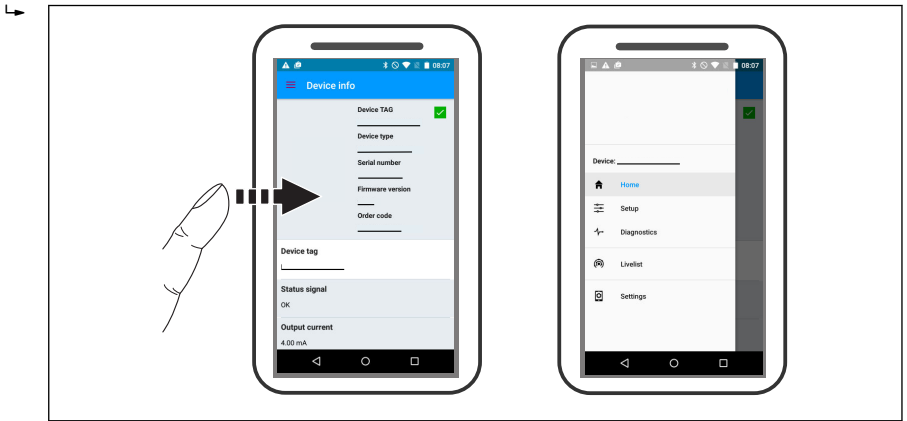 08:07
Device info
Device TAG
Device type
Serial number
Firmware version
Order code
Device tag
Status signal
OK
Output current
4.00 mA
08:07
Device:
Home
Setup
Diagnostics
Livelist
Settings